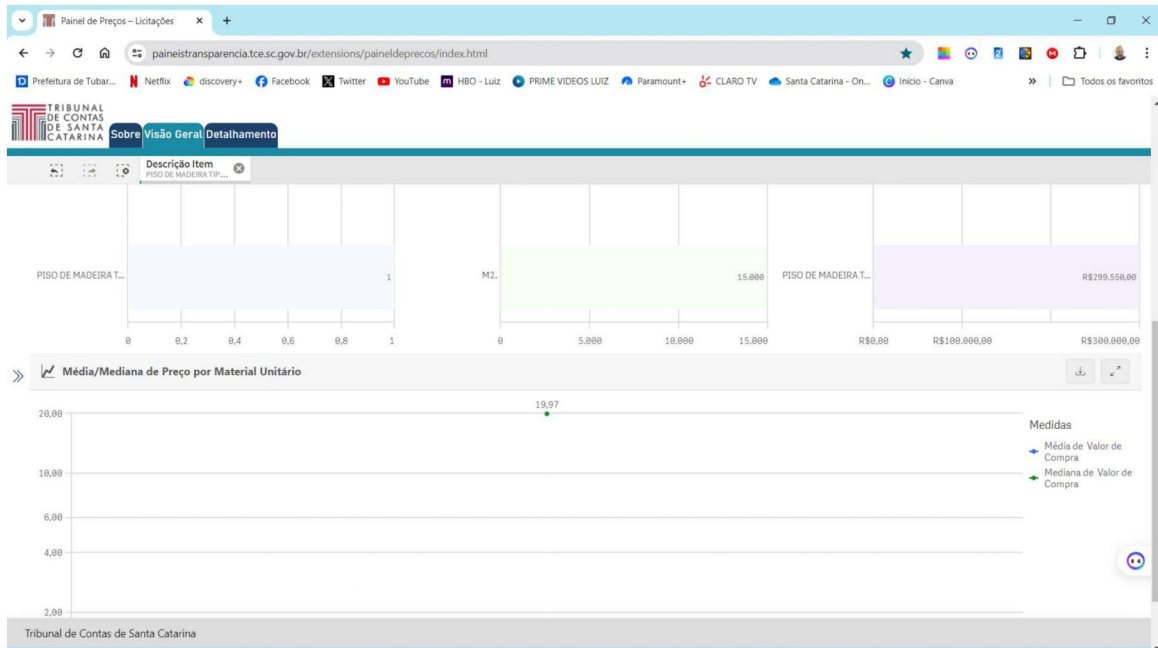 Painel de Preços – Licitações
paineistransparencia.tce.sc.gov.br/extensions/paineldeprecos/index.html
Prefeitura de Tubar... Netflix discovery+ Facebook Twitter YouTube HBO - Luiz PRIME VIDEOS LUIZ Paramount+ CLARO TV Santa Catarina - On... Início - Canva » Todos os favoritos
TRIBUNAL
DE CONTAS
DE SANTA
CATARINA
Sobre Visão Geral Detalhamento
Descrição Item
PISO DE MADEIRA TIP...
PISO DE MADEIRA T... 1 M2. 15.000 PISO DE MADEIRA T... R$299.550,00
0 0,2 0,4 0,6 0,8 1 0 5.000 10.000 15.000 R$0,00 R$100.000,00 R$300.000,00
Média/Mediana de Preço por Material Unitário
19,97
20,00
10,00
6,00
4,00
2,00
Medidas
Média de Valor de
Compra
Mediana de Valor de
Compra
Tribunal de Contas de Santa Catarina